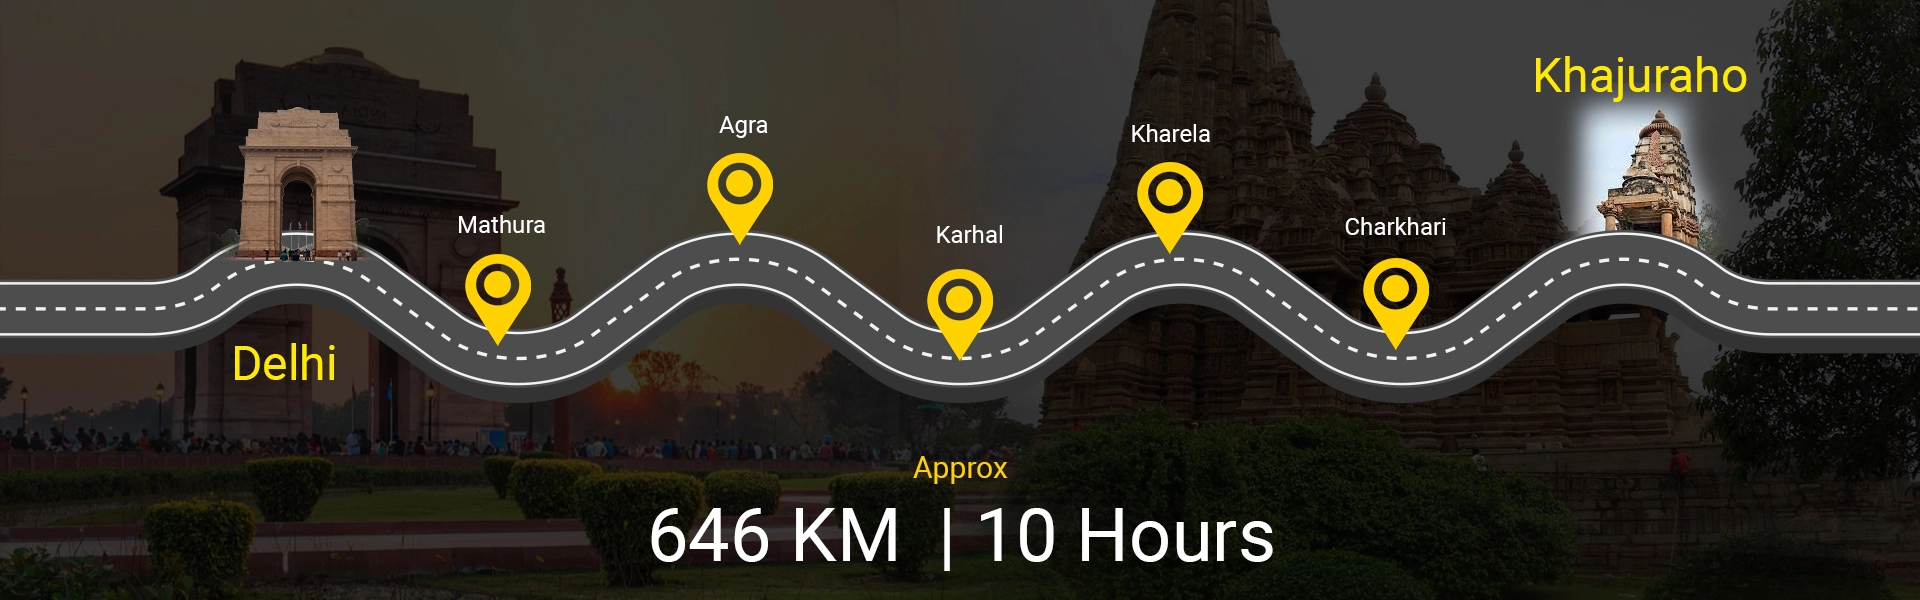 Khajuraho
Agra
Kharela
Mathura
Karhal
Charkhari
Delhi
Approx
646 KM | 10 Hours